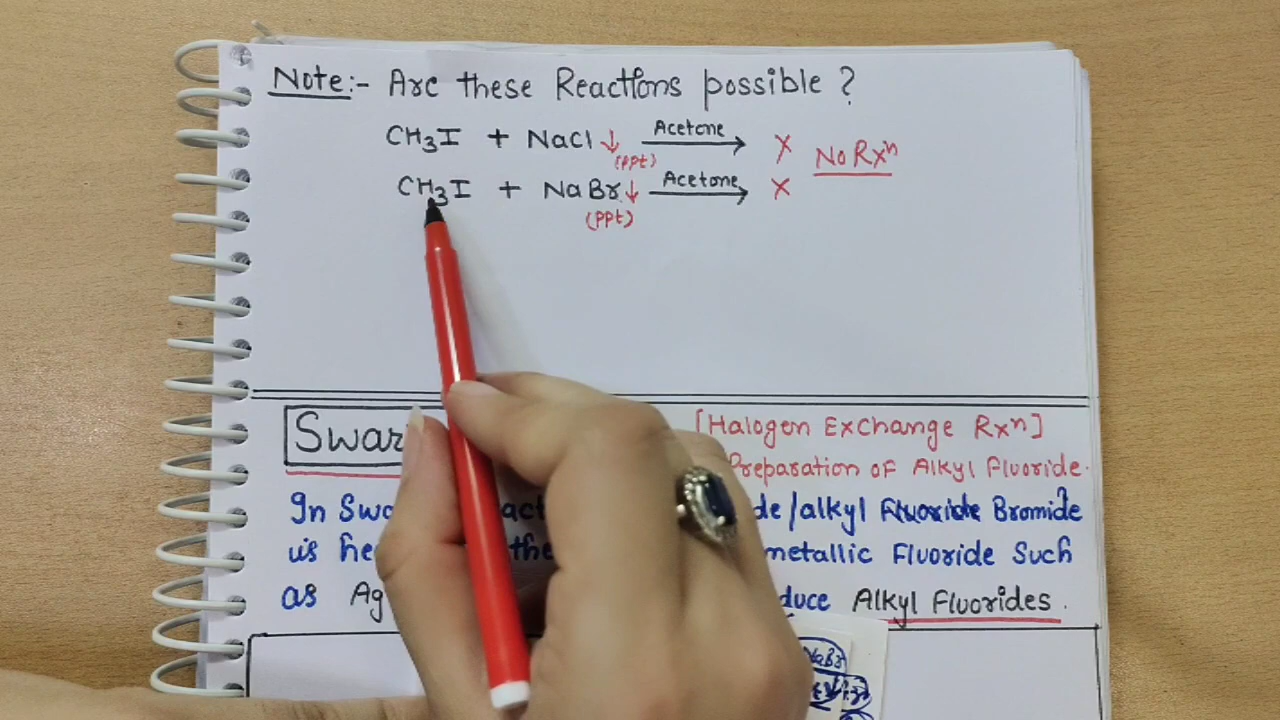 Note:- Are these Reactions possible ?
CH3I + NaCl ↓ (ppt) Acetone → X No Rxn
CH3I + NaBr ↓ (ppt) Acetone → X
Swar
[Halogen Exchange Rxn]
Preparation of Alkyl Fluoride.
In Swa de/alkyl Bromide
is he the metallic Fluoride Such
as Ag duce Alkyl Fluorides.
NaBr